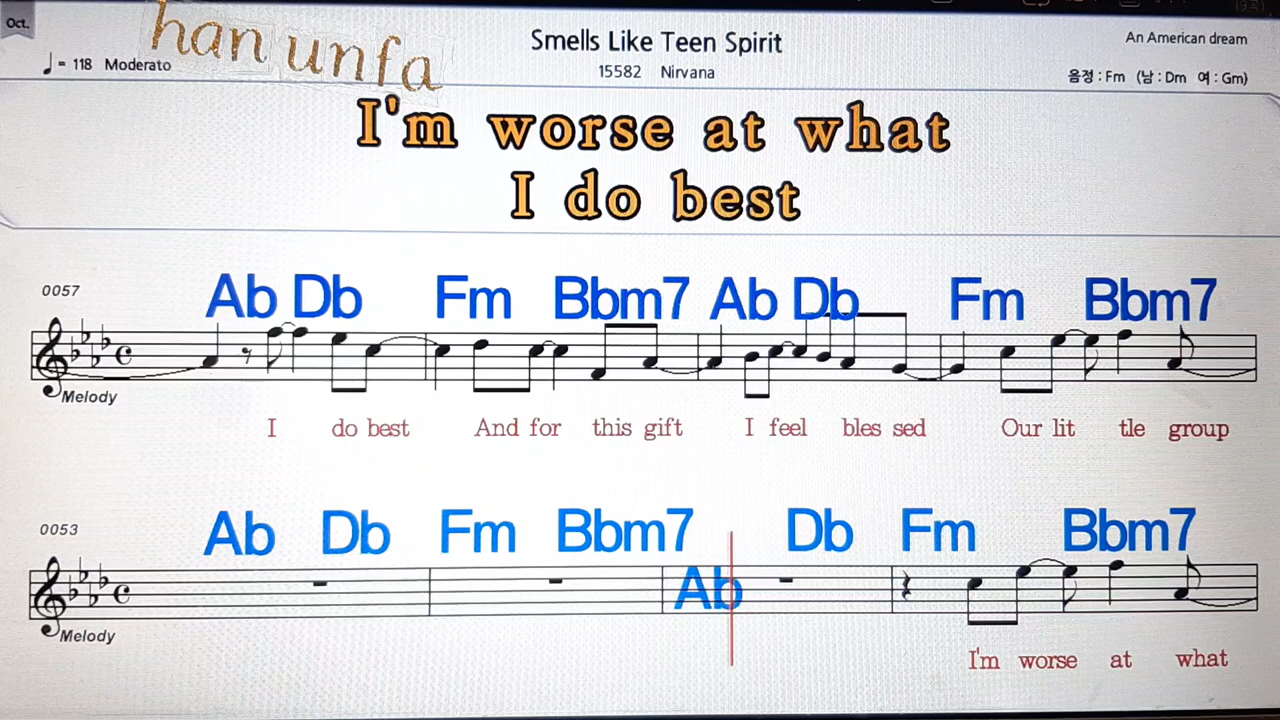 Oct.
han unfa
Smells Like Teen Spirit
An American dream
♩ = 118 Moderato
15582 Nirvana
음정 : Fm (남 : Dm 여 : Gm)
I'm worse at what
I do best
0057
Ab Db Fm Bbm7 Ab Db Fm Bbm7
Melody
I do best And for this gift I feel bles sed Our lit tle group
0053
Ab Db Fm Bbm7 Ab Db Fm Bbm7
Melody
I'm worse at what